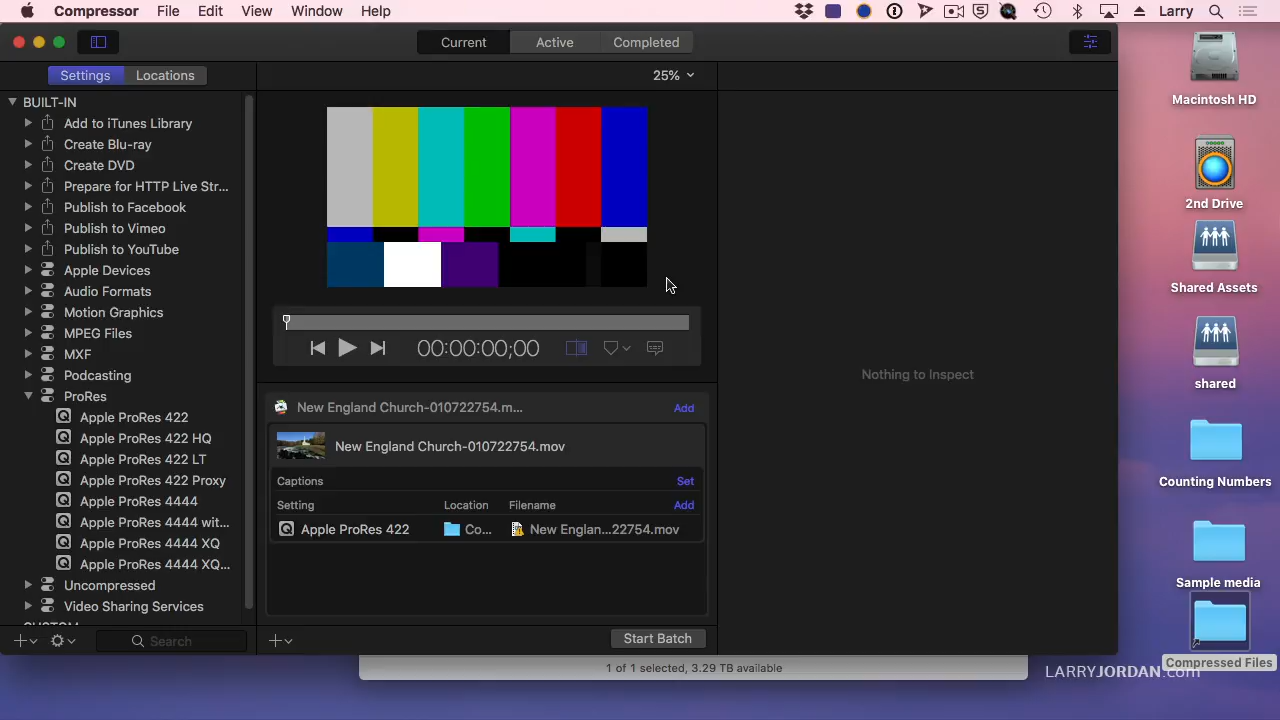 Compressor File Edit View Window Help Larry
Current Active Completed
Settings Locations
25%
BUILT-IN
Add to iTunes Library
Create Blu-ray
Create DVD
Prepare for HTTP Live Str...
Publish to Facebook
Publish to Vimeo
Publish to YouTube
Apple Devices
Audio Formats
Motion Graphics
MPEG Files
MXF
Podcasting
ProRes
Apple ProRes 422
Apple ProRes 422 HQ
Apple ProRes 422 LT
Apple ProRes 422 Proxy
Apple ProRes 4444
Apple ProRes 4444 wit...
Apple ProRes 4444 XQ
Apple ProRes 4444 XQ...
Uncompressed
Video Sharing Services
CUSTOM
Search
00:00:00;00
New England Church-010722754.m... Add
New England Church-010722754.mov
Captions Set
Setting Location Filename Add
Apple ProRes 422 Co... New Englan...22754.mov
Start Batch
Nothing to Inspect
1 of 1 selected, 3.29 TB available
Macintosh HD
2nd Drive
Shared Assets
shared
Counting Numbers
Sample media
Compressed Files
LARRYJORDAN.com